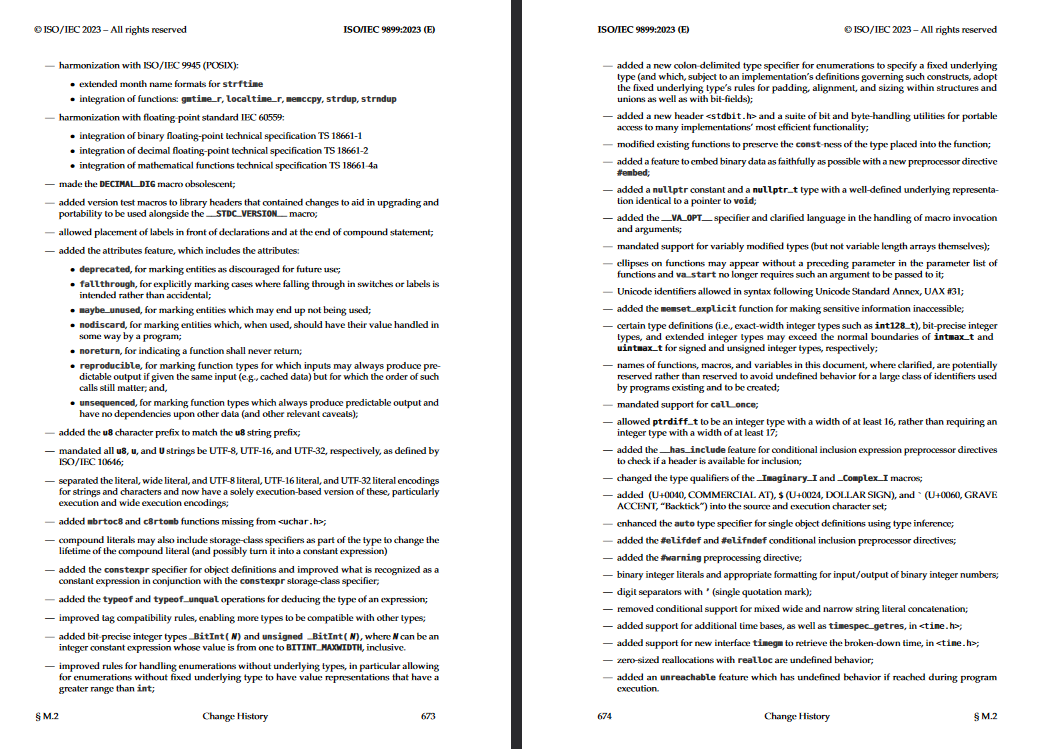 © ISO/IEC 2023 – All rights reserved ISO/IEC 9899:2023 (E)
— harmonization with ISO/IEC 9945 (POSIX):
• extended month name formats for strftime
• integration of functions: gmtime_r, localtime_r, memccpy, strdup, strndup
— harmonization with floating-point standard IEC 60559:
• integration of binary floating-point technical specification TS 18661-1
• integration of decimal floating-point technical specification TS 18661-2
• integration of mathematical functions technical specification TS 18661-4a
— made the DECIMAL_DIG macro obsolescent;
— added version test macros to library headers that contained changes to aid in upgrading and
portability to be used alongside the __STDC_VERSION__ macro;
— allowed placement of labels in front of declarations and at the end of compound statement;
— added the attributes feature, which includes the attributes:
• deprecated, for marking entities as discouraged for future use;
• fallthrough, for explicitly marking cases where falling through in switches or labels is
intended rather than accidental;
• maybe_unused, for marking entities which may end up not being used;
• nodiscard, for marking entities which, when used, should have their value handled in
some way by a program;
• noreturn, for indicating a function shall never return;
• reproducible, for marking function types for which inputs may always produce pre-
dictable output if given the same input (e.g., cached data) but for which the order of such
calls still matter; and,
• unsequenced, for marking function types which always produce predictable output and
have no dependencies upon other data (and other relevant caveats);
— added the u8 character prefix to match the u8 string prefix;
— mandated all u8, u, and U strings be UTF-8, UTF-16, and UTF-32, respectively, as defined by
ISO/IEC 10646;
— separated the literal, wide literal, and UTF-8 literal, UTF-16 literal, and UTF-32 literal encodings
for strings and characters and now have a solely execution-based version of these, particularly
execution and wide execution encodings;
— added mbrtoc8 and c8rtomb functions missing from <uchar.h>;
— compound literals may also include storage-class specifiers as part of the type to change the
lifetime of the compound literal (and possibly turn it into a constant expression)
— added the constexpr specifier for object definitions and improved what is recognized as a
constant expression in conjunction with the constexpr storage-class specifier;
— added the typeof and typeof_unqual operations for deducing the type of an expression;
— improved tag compatibility rules, enabling more types to be compatible with other types;
— added bit-precise integer types _BitInt(N) and unsigned _BitInt(N), where N can be an
integer constant expression whose value is from one to BITINT_MAXWIDTH, inclusive.
— improved rules for handling enumerations without underlying types, in particular allowing
for enumerations without fixed underlying type to have value representations that have a
greater range than int;
§ M.2 Change History 673
ISO/IEC 9899:2023 (E) © ISO/IEC 2023 – All rights reserved
— added a new colon-delimited type specifier for enumerations to specify a fixed underlying
type (and which, subject to an implementation's definitions governing such constructs, adopt
the fixed underlying type's rules for padding, alignment, and sizing within structures and
unions as well as with bit-fields);
— added a new header <stdbit.h> and a suite of bit and byte-handling utilities for portable
access to many implementations' most efficient functionality;
— modified existing functions to preserve the const-ness of the type placed into the function;
— added a feature to embed binary data as faithfully as possible with a new preprocessor directive
#embed;
— added a nullptr constant and a nullptr_t type with a well-defined underlying representa-
tion identical to a pointer to void;
— added the __VA_OPT__ specifier and clarified language in the handling of macro invocation
and arguments;
— mandated support for variably modified types (but not variable length arrays themselves);
— ellipses on functions may appear without a preceding parameter in the parameter list of
functions and va_start no longer requires such an argument to be passed to it;
— Unicode identifiers allowed in syntax following Unicode Standard Annex, UAX #31;
— added the memset_explicit function for making sensitive information inaccessible;
— certain type definitions (i.e., exact-width integer types such as int128_t), bit-precise integer
types, and extended integer types may exceed the normal boundaries of intmax_t and
uintmax_t for signed and unsigned integer types, respectively;
— names of functions, macros, and variables in this document, where clarified, are potentially
reserved rather than reserved to avoid undefined behavior for a large class of identifiers used
by programs existing and to be created;
— mandated support for call_once;
— allowed ptrdiff_t to be an integer type with a width of at least 16, rather than requiring an
integer type with a width of at least 17;
— added the __has_include feature for conditional inclusion expression preprocessor directives
to check if a header is available for inclusion;
— changed the type qualifiers of the _Imaginary_I and _Complex_I macros;
— added (U+0040, COMMERCIAL AT), $ (U+0024, DOLLAR SIGN), and ` (U+0060, GRAVE
ACCENT, "Backtick") into the source and execution character set;
— enhanced the auto type specifier for single object definitions using type inference;
— added the #elifdef and #elifndef conditional inclusion preprocessor directives;
— added the #warning preprocessing directive;
— binary integer literals and appropriate formatting for input/output of binary integer numbers;
— digit separators with ' (single quotation mark);
— removed conditional support for mixed wide and narrow string literal concatenation;
— added support for additional time bases, as well as timespec_getres, in <time.h>;
— added support for new interface timegm to retrieve the broken-down time, in <time.h>;
— zero-sized reallocations with realloc are undefined behavior;
— added an unreachable feature which has undefined behavior if reached during program
execution.
674 Change History § M.2